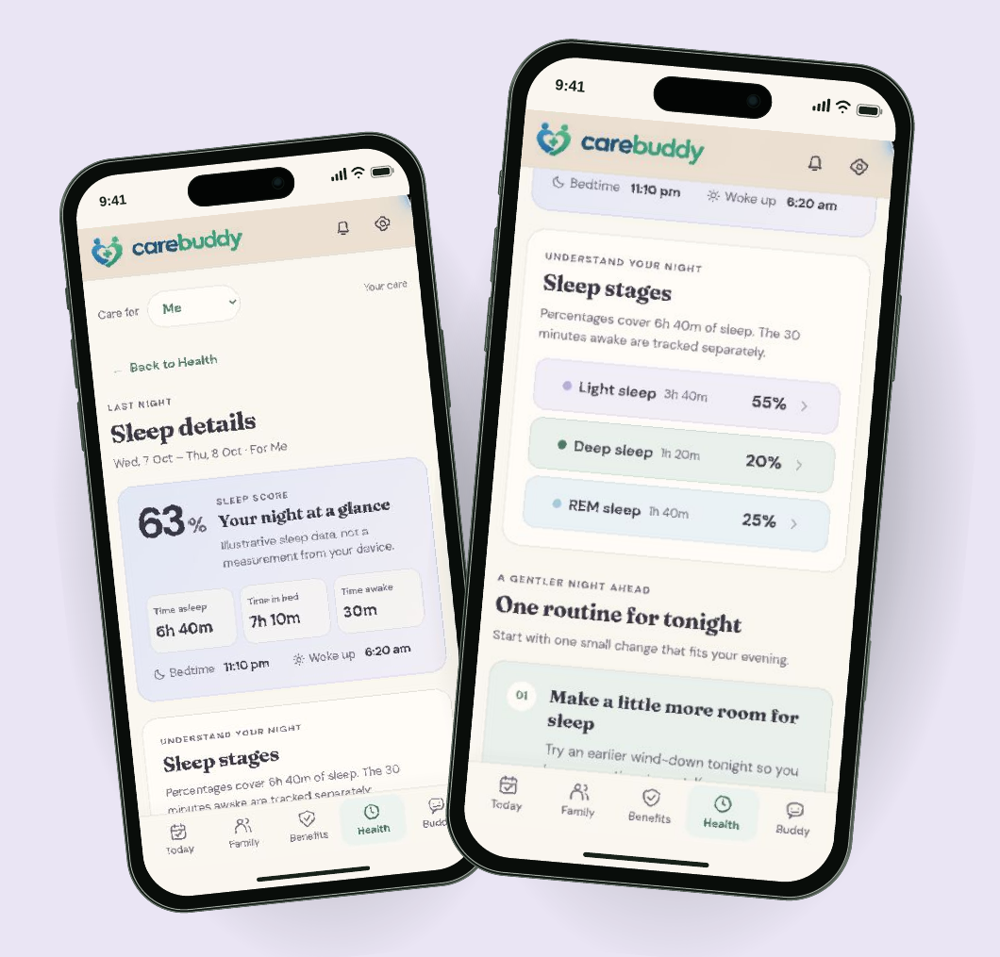 9:41
carebuddy
Care for
Me
Your care
← Back to Health
LAST NIGHT
Sleep details
Wed, 7 Oct – Thu, 8 Oct · For Me
63%
SLEEP SCORE
Your night at a glance
Illustrative sleep data, not a
measurement from your device.
Time asleep
6h 40m
Time in bed
7h 10m
Time awake
30m
Bedtime 11:10 pm
Woke up 6:20 am
UNDERSTAND YOUR NIGHT
Sleep stages
Percentages cover 6h 40m of sleep. The 30
minutes awake are tracked separately.
Today
Family
Benefits
Health
Budd
9:41
carebuddy
Bedtime 11:10 pm
Woke up 6:20 am
UNDERSTAND YOUR NIGHT
Sleep stages
Percentages cover 6h 40m of sleep. The 30
minutes awake are tracked separately.
Light sleep 3h 40m 55%
Deep sleep 1h 20m 20%
REM sleep 1h 40m 25%
A GENTLER NIGHT AHEAD
One routine for tonight
Start with one small change that fits your evening.
01
Make a little more room for
sleep
Try an earlier wind-down tonight so you
Today
Family
Benefits
Health
Buddy